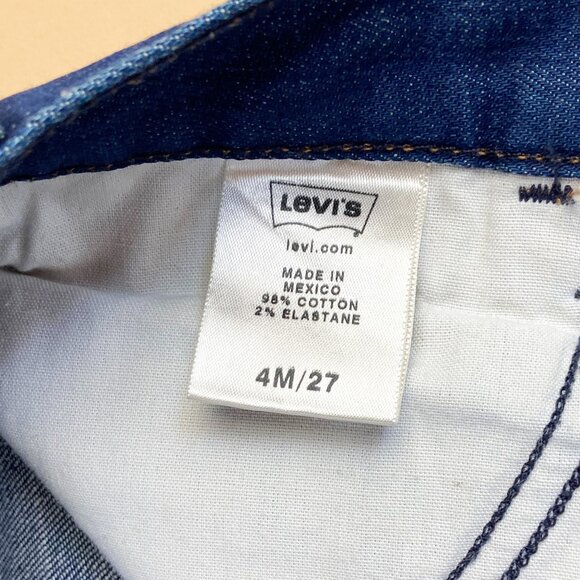 LEVI'S
levi.com
MADE IN
MEXICO
98% COTTON
2% ELASTANE
4M/27